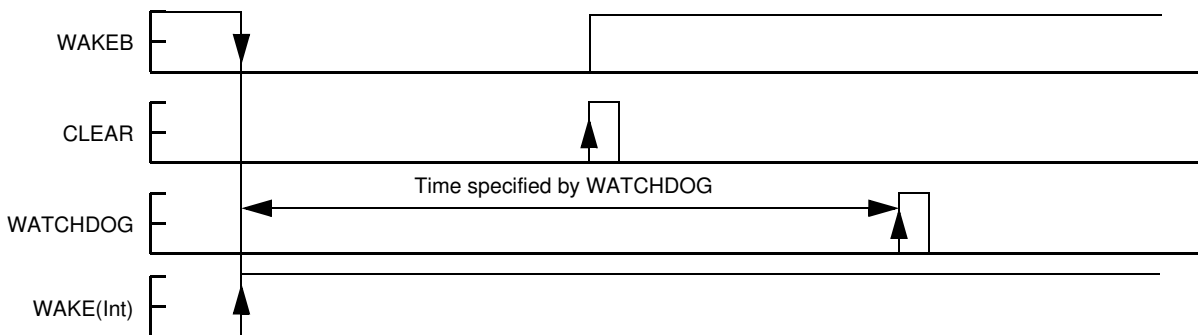 WAKEB
CLEAR
Time specified by WATCHDOG
WATCHDOG
WAKE(Int)